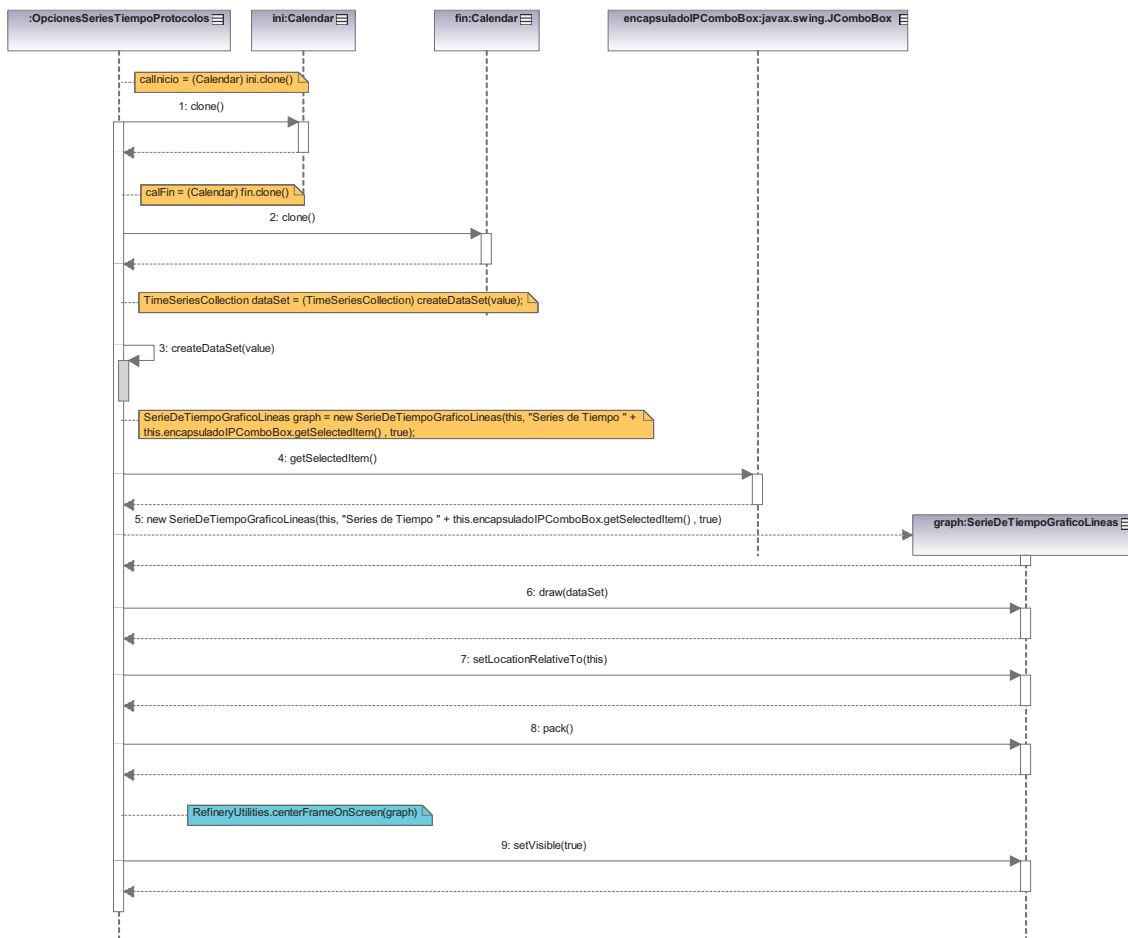 :OpcionesSeriesTiempoProtocolos
ini:Calendar
fin:Calendar
encapsuladoIPComboBox:javax.swing.JComboBox
calInicio = (Calendar) ini.clone()
1: clone()
calFin = (Calendar) fin.clone()
2: clone()
TimeSeriesCollection dataSet = (TimeSeriesCollection) createDataSet(value);
3: createDataSet(value)
SerieDeTiempoGraficoLineas graph = new SerieDeTiempoGraficoLineas(this, "Series de Tiempo " +
this.encapsuladoIPComboBox.getSelectedItem() , true);
4: getSelectedItem()
5: new SerieDeTiempoGraficoLineas(this, "Series de Tiempo " + this.encapsuladoIPComboBox.getSelectedItem() , true)
graph:SerieDeTiempoGraficoLineas
6: draw(dataSet)
7: setLocationRelativeTo(this)
8: pack()
RefineryUtilities.centerFrameOnScreen(graph)
9: setVisible(true)